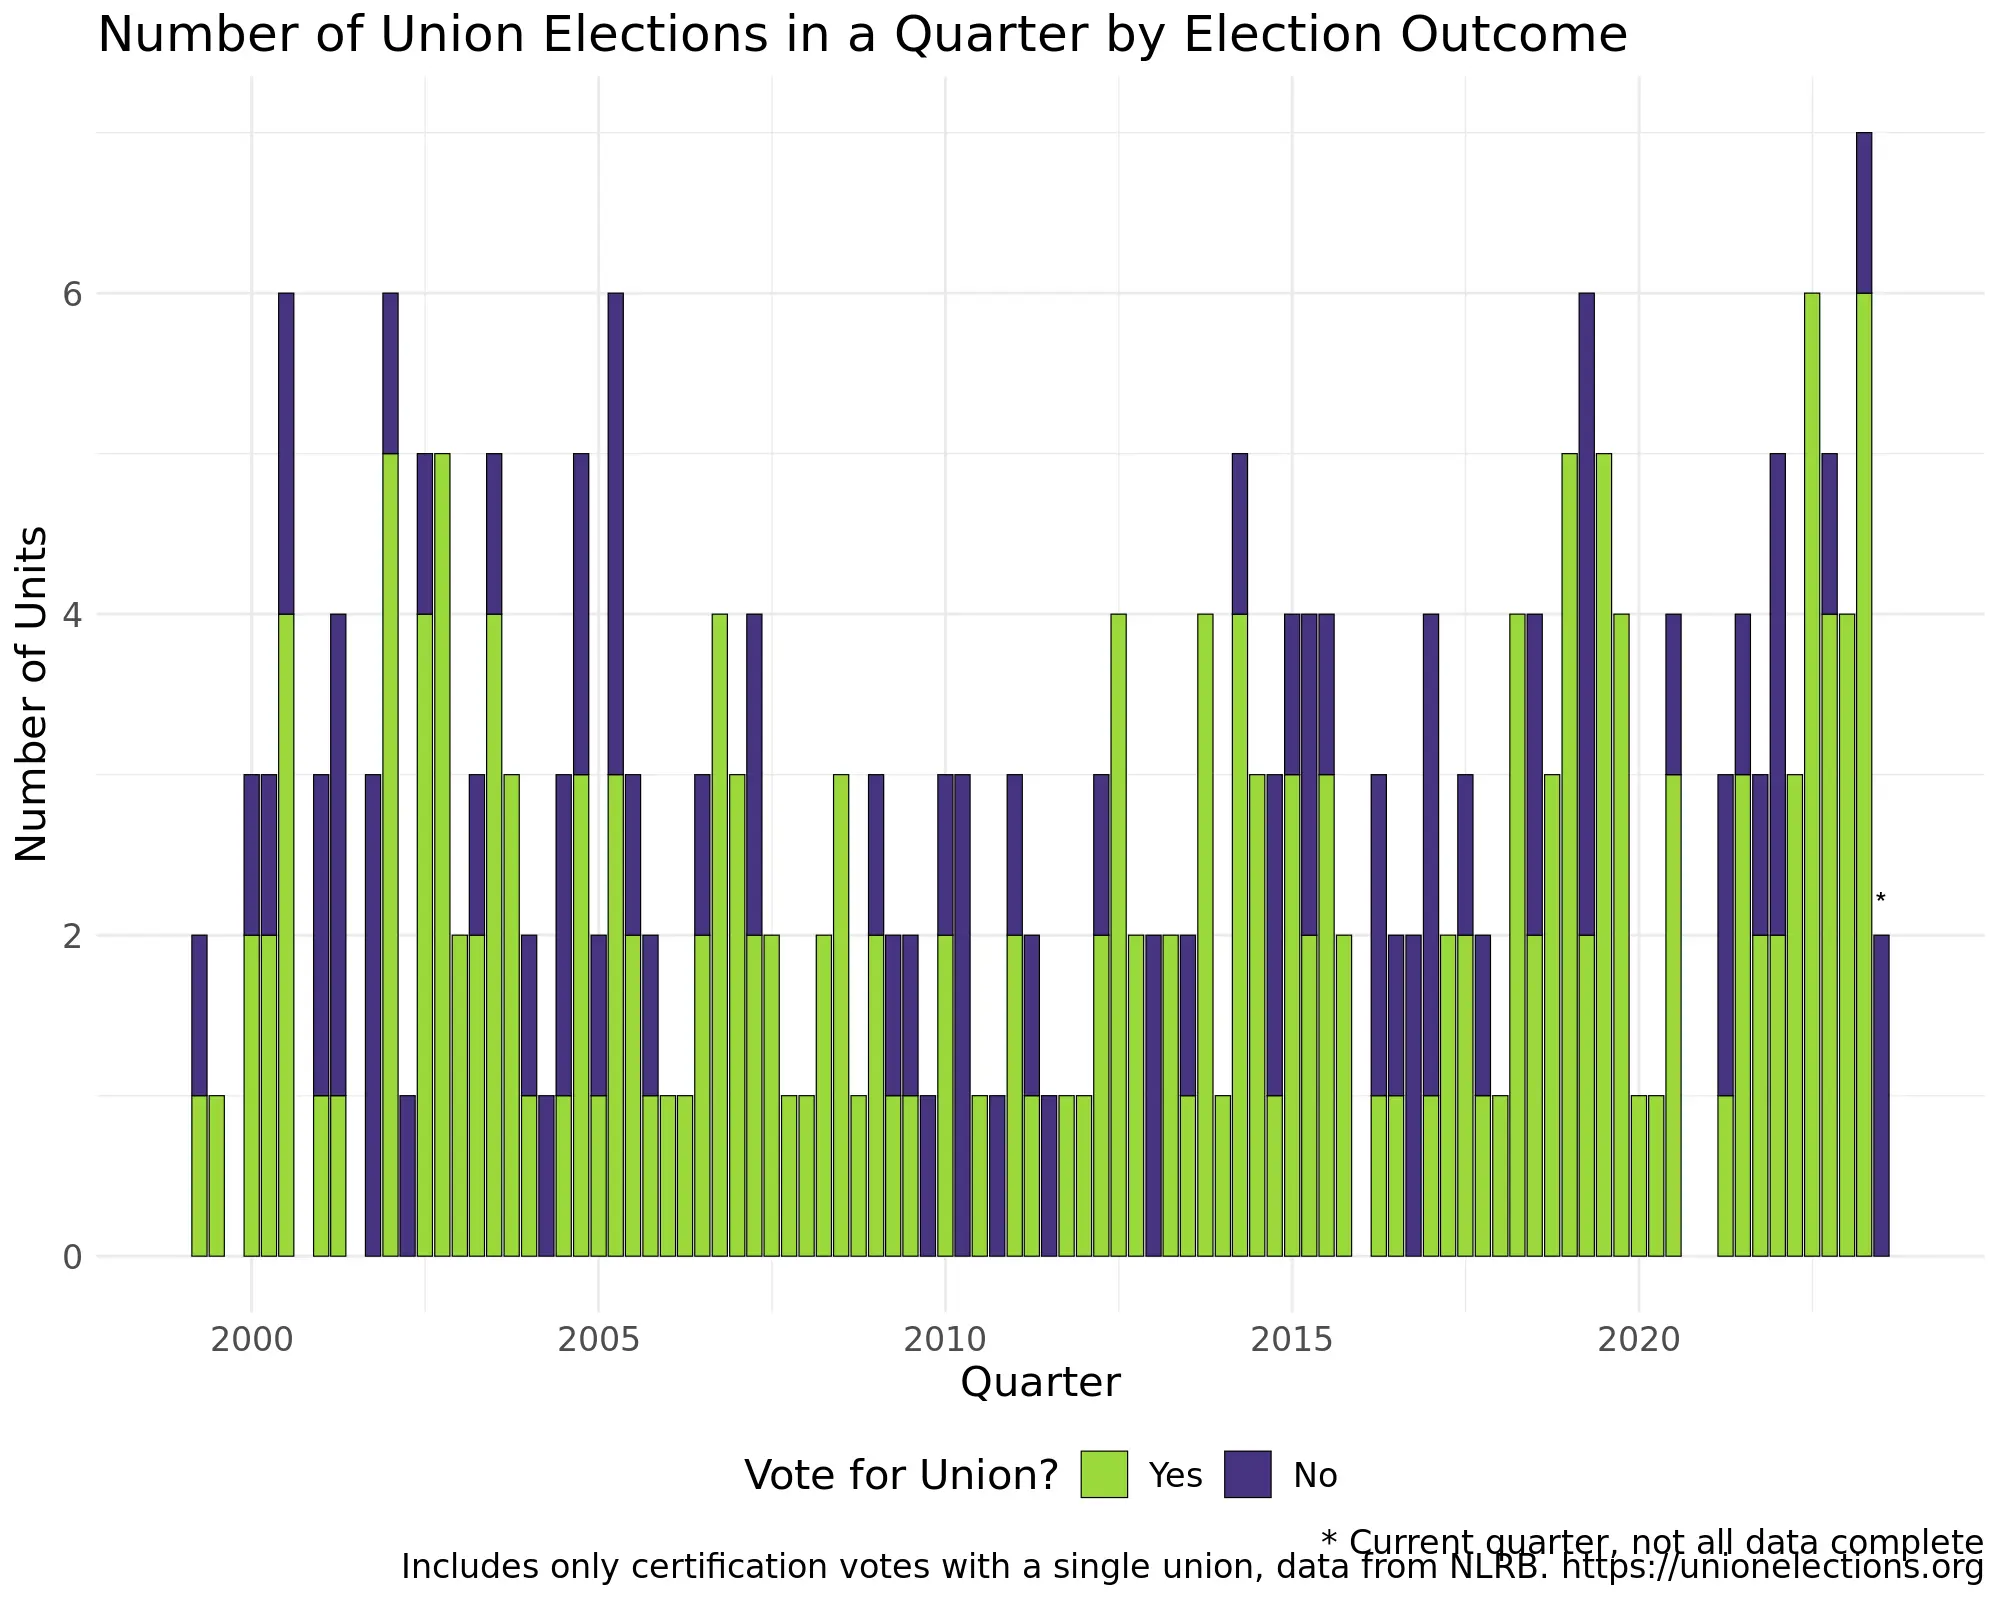 Number of Union Elections in a Quarter by Election Outcome
Number of Units
6
4
2
0
*
2000 2005 2010 2015 2020
Quarter
Vote for Union? Yes No
* Current quarter, not all data complete
Includes only certification votes with a single union, data from NLRB. https://unionelections.org